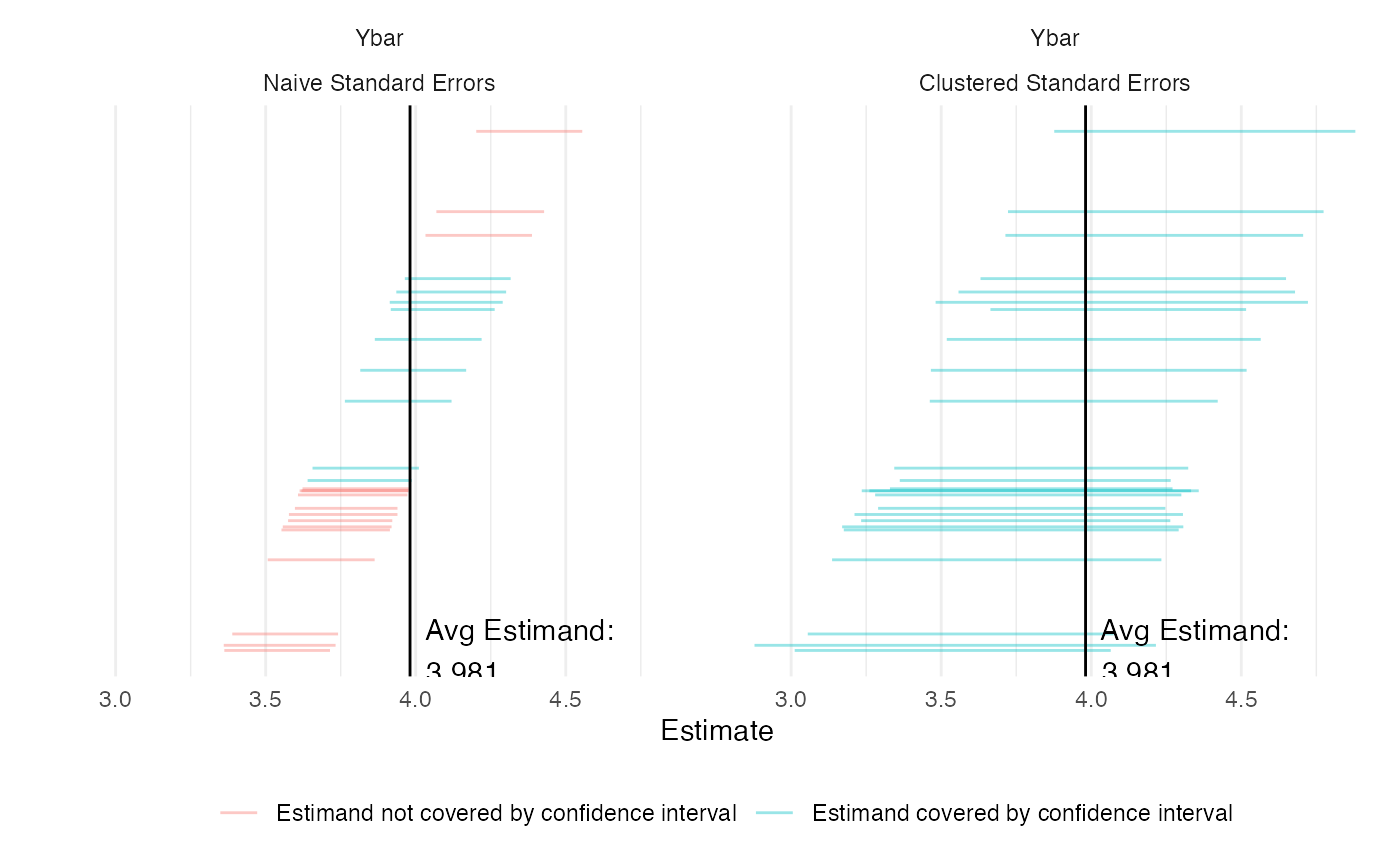 Ybar
Naive Standard Errors
Ybar
Clustered Standard Errors
Avg Estimand:
3.981
Avg Estimand:
3.981
3.0 3.5 4.0 4.5
3.0 3.5 4.0 4.5
Estimate
Estimand not covered by confidence interval
Estimand covered by confidence interval